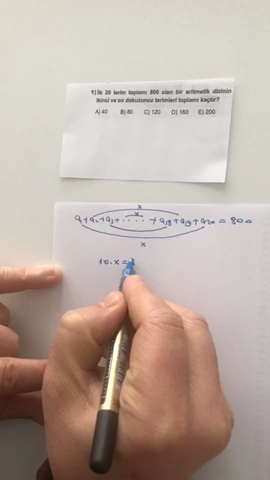 1) İlk 20 terim toplamı 800 olan bir aritmetik dizinin
ikinci ve on dokuzuncu terimleri toplamı kaçtır?
A) 40 B) 80 C) 120 D) 160 E) 200
x
x
a₁+a₂+a₃+.....+a₁₈+a₁₉+a₂₀=800
x
10.x=